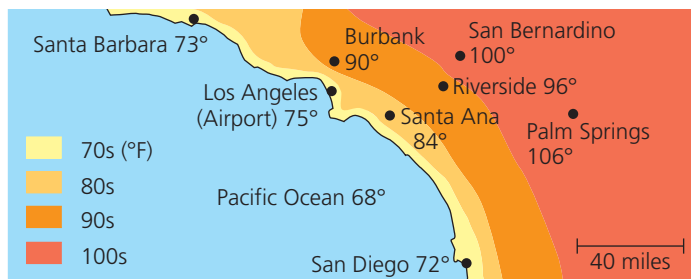 Santa Barbara 73°
Burbank
90°
San Bernardino
100°
Los Angeles
(Airport) 75°
Riverside 96°
Santa Ana
84°
Palm Springs
106°
70s (°F)
80s
90s
100s
Pacific Ocean 68°
San Diego 72°
40 miles